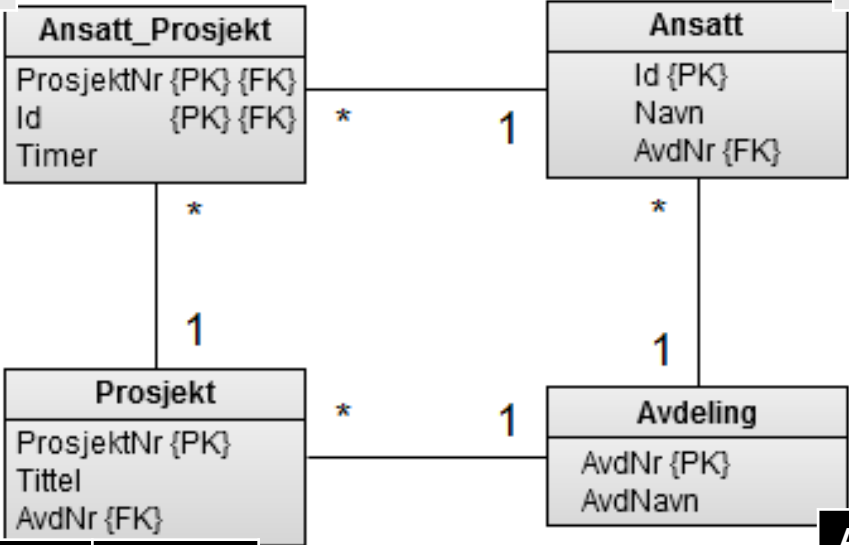 Ansatt_Prosjekt
ProsjektNr {PK} {FK}
Id {PK} {FK}
Timer
*
1
Ansatt
Id {PK}
Navn
AvdNr {FK}
*
1
*
1
Prosjekt
ProsjektNr {PK}
Tittel
AvdNr {FK}
*
1
Avdeling
AvdNr {PK}
AvdNavn